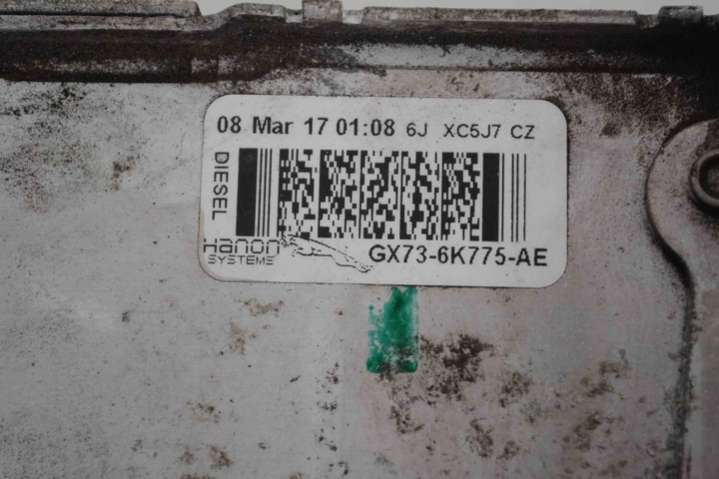 08 Mar 17 01:08 6J XC5J7 CZ
DIESEL
Hanon
SYSTEMS
GX73-6K775-AE